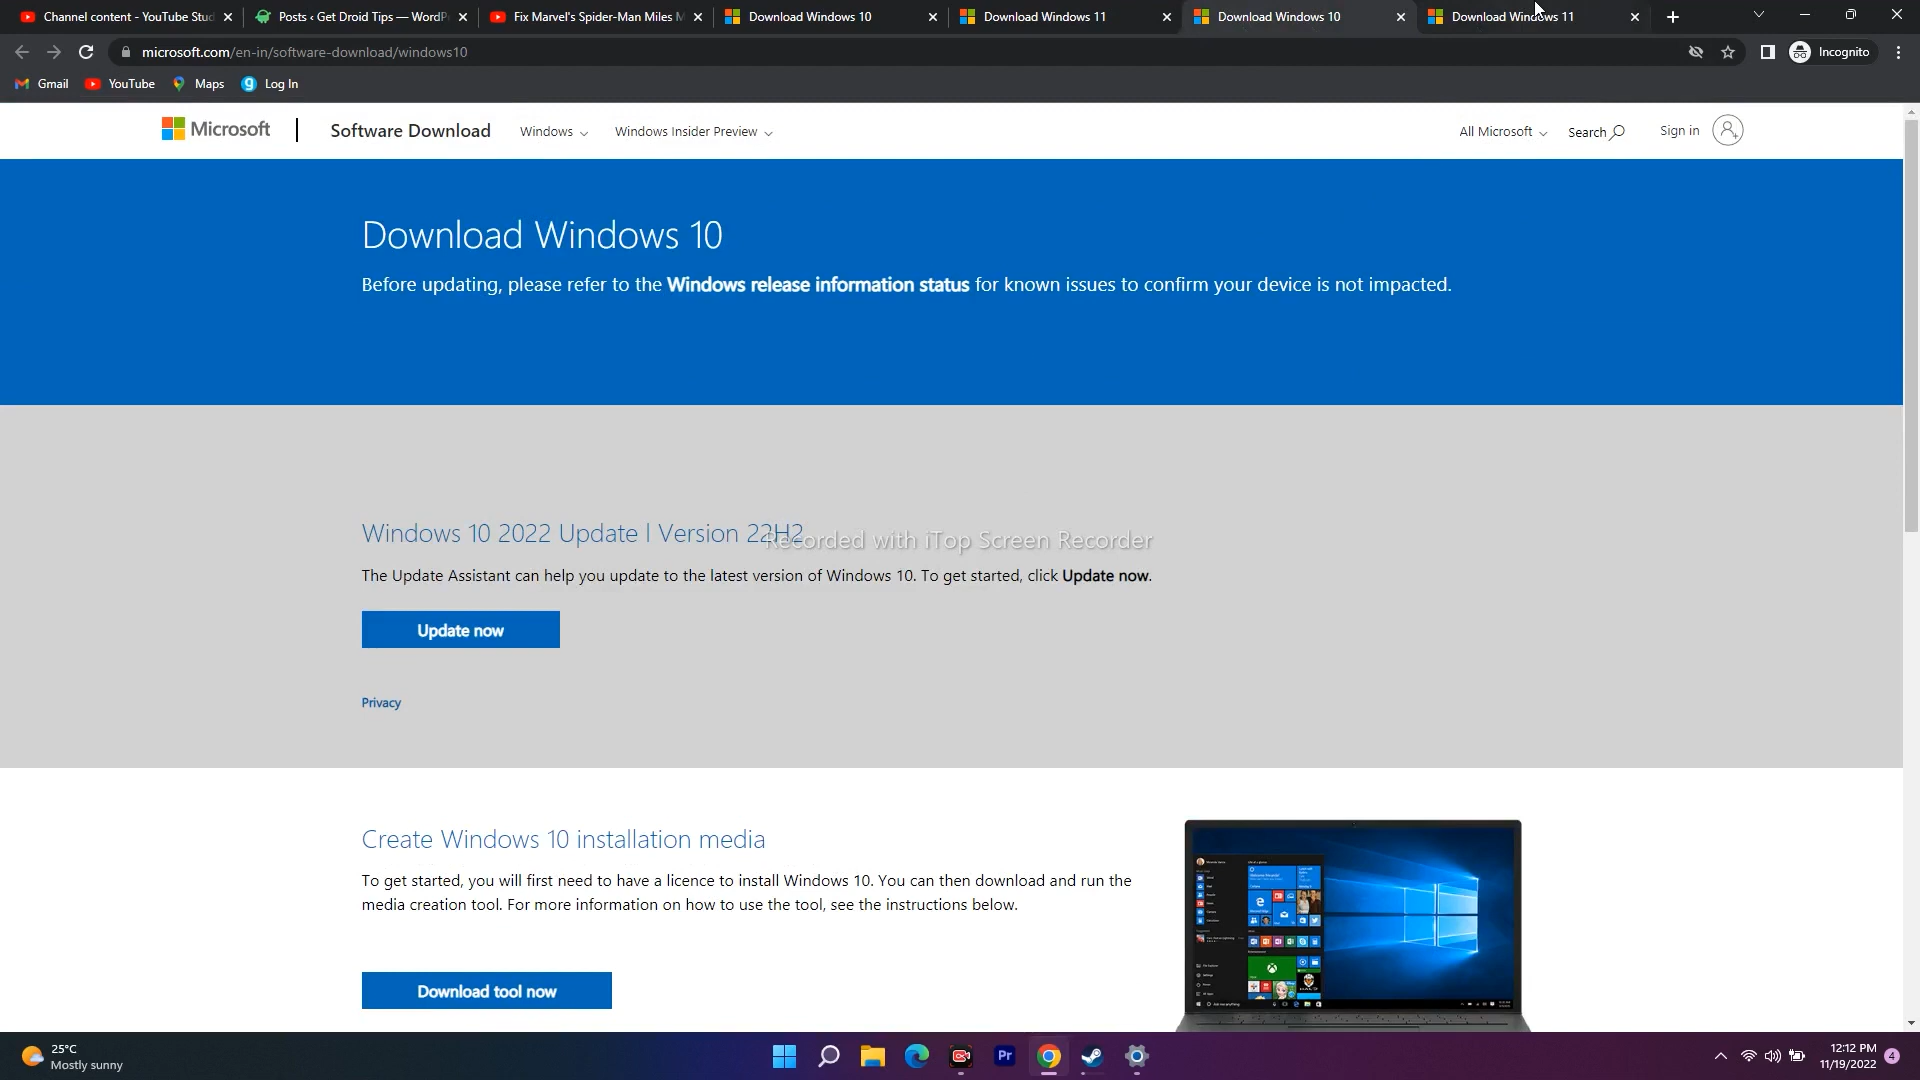 Channel content - YouTube Stud
Posts ‹ Get Droid Tips — WordPr
Fix Marvel's Spider-Man Miles M
Download Windows 10
Download Windows 11
Download Windows 10
Download Windows 11
microsoft.com/en-in/software-download/windows10
Incognito
Gmail
YouTube
Maps
Log In
Microsoft
Software Download
Windows
Windows Insider Preview
All Microsoft
Search
Sign in
Download Windows 10
Before updating, please refer to the Windows release information status for known issues to confirm your device is not impacted.
Windows 10 2022 Update | Version 22H2
Recorded with iTop Screen Recorder
The Update Assistant can help you update to the latest version of Windows 10. To get started, click Update now.
Update now
Privacy
Create Windows 10 installation media
To get started, you will first need to have a licence to install Windows 10. You can then download and run the
media creation tool. For more information on how to use the tool, see the instructions below.
Download tool now
25°C
Mostly sunny
Pr
12:12 PM
11/19/2022
4